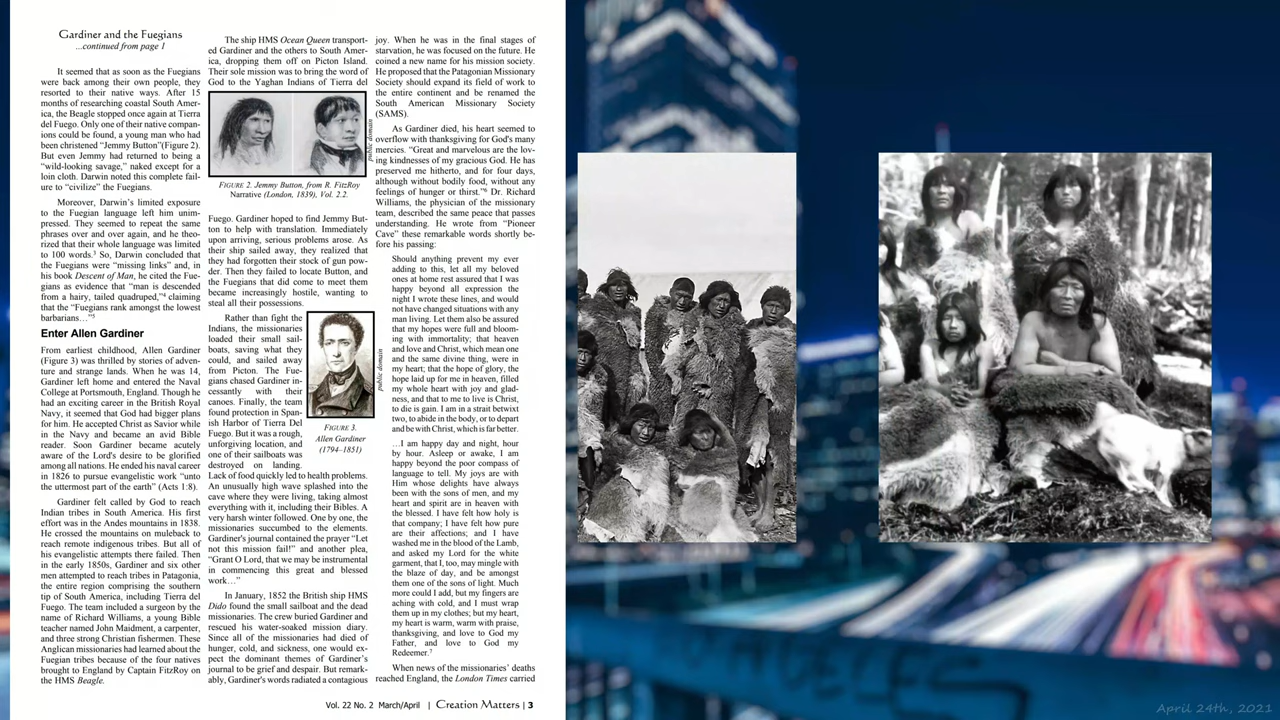 Gardiner and the Fuegians
...continued from page 1
It seemed that as soon as the Fuegians
were back among their own people, they
resorted to their native ways. After 15
months of researching coastal South Amer-
ica, the Beagle stopped once again at Tierra
del Fuego. Only one of their native compan-
ions could be found, a young man who had
been christened “Jemmy Button”(Figure 2).
But even Jemmy had returned to being a
“wild-looking savage,” naked except for a
loin cloth. Darwin noted this complete fail-
ure to “civilize” the Fuegians.
Moreover, Darwin’s limited exposure
to the Fuegian language left him unim-
pressed. They seemed to repeat the same
phrases over and over again, and he theo-
rized that their whole language was limited
to 100 words.³ So, Darwin concluded that
the Fuegians were “missing links” and, in
his book Descent of Man, he cited the Fue-
gians as evidence that “man is descended
from a hairy, tailed quadruped,”⁴ claiming
that the “Fuegians rank amongst the lowest
barbarians…”⁵
Enter Allen Gardiner
From earliest childhood, Allen Gardiner
(Figure 3) was thrilled by stories of adven-
ture and strange lands. When he was 14,
Gardiner left home and entered the Naval
College at Portsmouth, England. Though he
had an exciting career in the British Royal
Navy, it seemed that God had bigger plans
for him. He accepted Christ as Savior while
in the Navy and became an avid Bible
reader. Soon Gardiner became acutely
aware of the Lord's desire to be glorified
among all nations. He ended his naval career
in 1826 to pursue evangelistic work “unto
the uttermost part of the earth” (Acts 1:8).
Gardiner felt called by God to reach
Indian tribes in South America. His first
effort was in the Andes mountains in 1838.
He crossed the mountains on muleback to
reach remote indigenous tribes. But all of
his evangelistic attempts there failed. Then
in the early 1850s, Gardiner and six other
men attempted to reach tribes in Patagonia,
the entire region comprising the southern
tip of South America, including Tierra del
Fuego. The team included a surgeon by the
name of Richard Williams, a young Bible
teacher named John Maidment, a carpenter,
and three strong Christian fishermen. These
Anglican missionaries had learned about the
Fuegian tribes because of the four natives
brought to England by Captain FitzRoy on
the HMS Beagle.
The ship HMS Ocean Queen transport-
ed Gardiner and the others to South Amer-
ica, dropping them off on Picton Island.
Their sole mission was to bring the word of
God to the Yaghan Indians of Tierra del
public domain
FIGURE 2. Jemmy Button, from R. FitzRoy
Narrative (London, 1839), Vol. 2.2.
Fuego. Gardiner hoped to find Jemmy But-
ton to help with translation. Immediately
upon arriving, serious problems arose. As
their ship sailed away, they realized that
they had forgotten their stock of gun pow-
der. Then they failed to locate Button, and
the Fuegians that did come to meet them
became increasingly hostile, wanting to
steal all their possessions.
Rather than fight the
Indians, the missionaries
loaded their small sail-
boats, saving what they
could, and sailed away
from Picton. The Fue-
gians chased Gardiner in-
cessantly with their
canoes. Finally, the team
found protection in Span-
ish Harbor of Tierra Del
Fuego. But it was a rough,
unforgiving location, and
one of their sailboats was
destroyed on landing.
public domain
FIGURE 3.
Allen Gardiner
(1794–1851)
Lack of food quickly led to health problems.
An unusually high wave splashed into the
cave where they were living, taking almost
everything with it, including their Bibles. A
very harsh winter followed. One by one, the
missionaries succumbed to the elements.
Gardiner's journal contained the prayer “Let
not this mission fail!” and another plea,
“Grant O Lord, that we may be instrumental
in commencing this great and blessed
work…”
In January, 1852 the British ship HMS
Dido found the small sailboat and the dead
missionaries. The crew buried Gardiner and
rescued his water-soaked mission diary.
Since all of the missionaries had died of
hunger, cold, and sickness, one would ex-
pect the dominant themes of Gardiner’s
journal to be grief and despair. But remark-
ably, Gardiner's words radiated a contagious
joy. When he was in the final stages of
starvation, he was focused on the future. He
coined a new name for his mission society.
He proposed that the Patagonian Missionary
Society should expand its field of work to
the entire continent and be renamed the
South American Missionary Society
(SAMS).
As Gardiner died, his heart seemed to
overflow with thanksgiving for God's many
mercies. “Great and marvelous are the lov-
ing kindnesses of my gracious God. He has
preserved me hitherto, and for four days,
although without bodily food, without any
feelings of hunger or thirst.”⁶ Dr. Richard
Williams, the physician of the missionary
team, described the same peace that passes
understanding. He wrote from “Pioneer
Cave” these remarkable words shortly be-
fore his passing:
Should anything prevent my ever
adding to this, let all my beloved
ones at home rest assured that I was
happy beyond all expression the
night I wrote these lines, and would
not have changed situations with any
man living. Let them also be assured
that my hopes were full and bloom-
ing with immortality; that heaven
and love and Christ, which mean one
and the same divine thing, were in
my heart; that the hope of glory, the
hope laid up for me in heaven, filled
my whole heart with joy and glad-
ness, and that to me to live is Christ,
to die is gain. I am in a strait betwixt
two, to abide in the body, or to depart
and be with Christ, which is far better.
…I am happy day and night, hour
by hour. Asleep or awake, I am
happy beyond the poor compass of
language to tell. My joys are with
Him whose delights have always
been with the sons of men, and my
heart and spirit are in heaven with
the blessed. I have felt how holy is
that company; I have felt how pure
are their affections; and I have
washed me in the blood of the Lamb,
and asked my Lord for the white
garment, that I, too, may mingle with
the blaze of day, and be amongst
them one of the sons of light. Much
more could I add, but my fingers are
aching with cold, and I must wrap
them up in my clothes; but my heart,
my heart is warm, warm with praise,
thanksgiving, and love to God my
Father, and love to God my
Redeemer.⁷
When news of the missionaries’ deaths
reached England, the London Times carried
Vol. 22 No. 2 March/April | Creation Matters | 3
April 24th, 2021